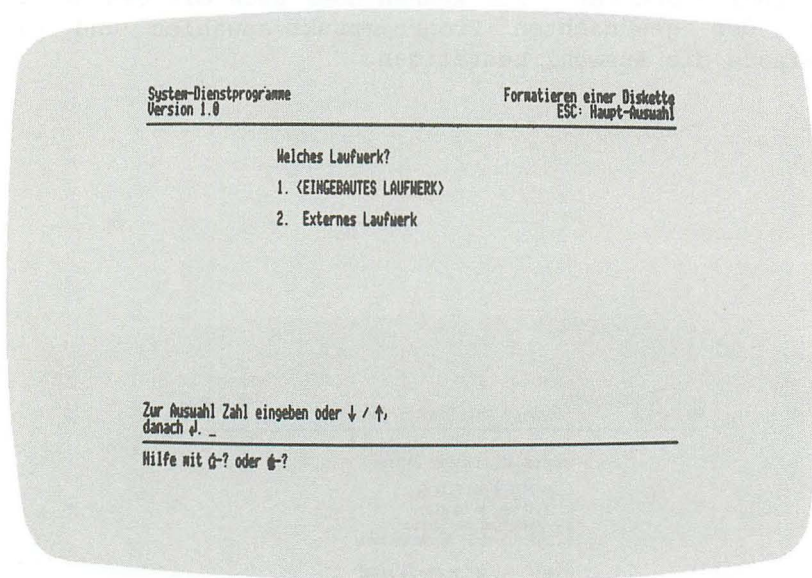 System-Dienstprogramme
Version 1.0
Formatieren einer Diskette
ESC: Haupt-Auswahl
Welches Laufwerk?
1. <EINGEBAUTES LAUFWERK>
2. Externes Laufwerk
Zur Auswahl Zahl eingeben oder ↓ / ↑,
danach ↲. _
Hilfe mit -? oder -?